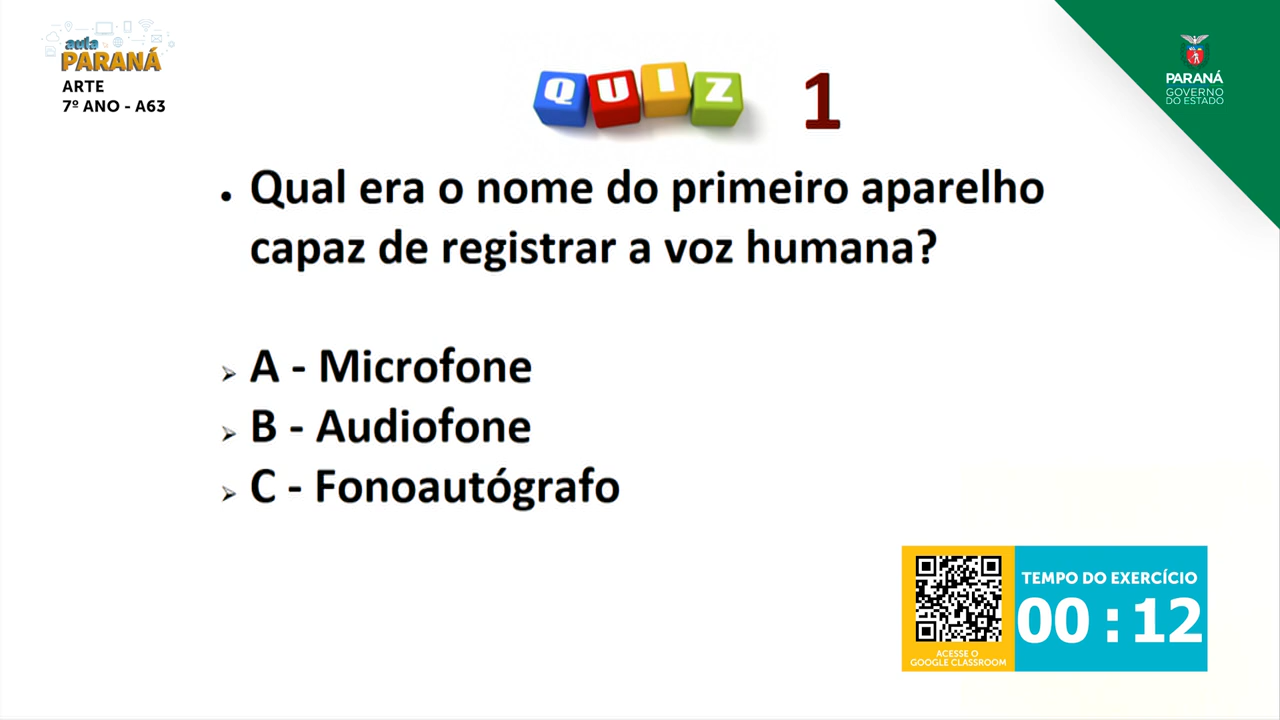 aula
PARANÁ
ARTE
7º ANO - A63
QUIZ 1
PARANÁ
GOVERNO
DO ESTADO
• Qual era o nome do primeiro aparelho
capaz de registrar a voz humana?
➢ A - Microfone
➢ B - Audiofone
➢ C - Fonoautógrafo
TEMPO DO EXERCÍCIO
00 : 12
ACESSE O
GOOGLE CLASSROOM